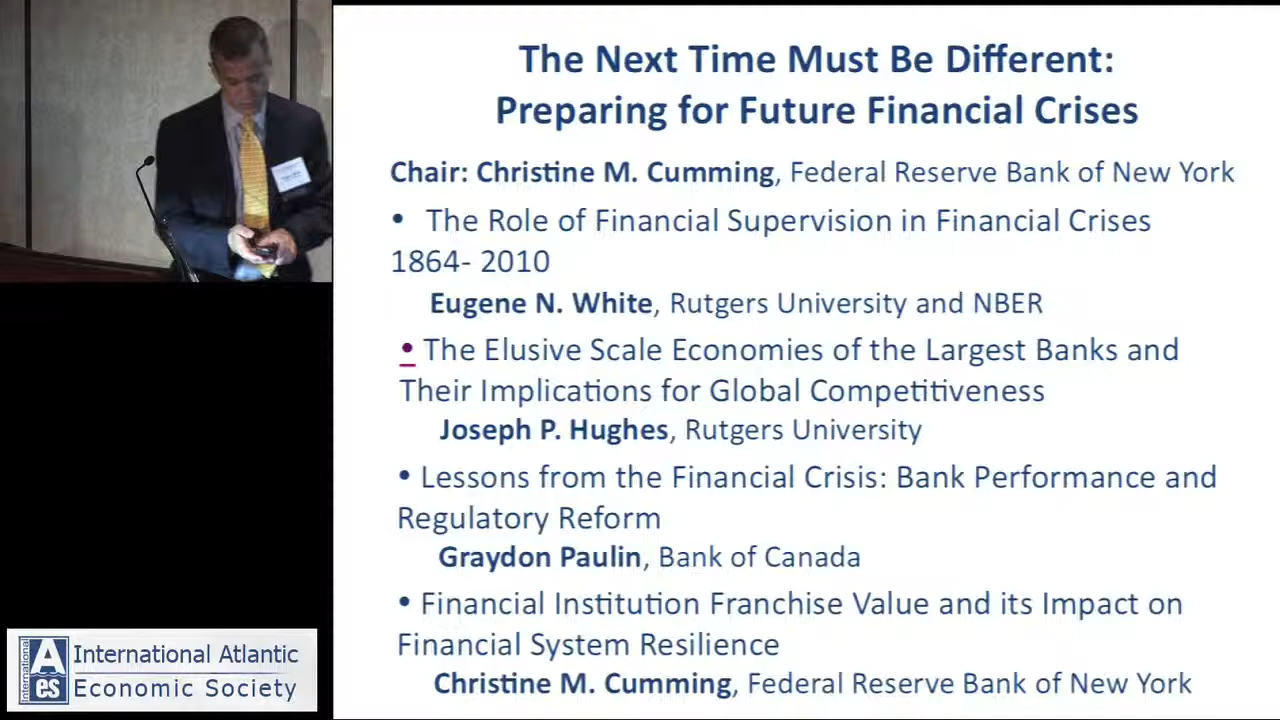 The Next Time Must Be Different:
Preparing for Future Financial Crises
Chair: Christine M. Cumming, Federal Reserve Bank of New York
• The Role of Financial Supervision in Financial Crises
1864- 2010
Eugene N. White, Rutgers University and NBER
• The Elusive Scale Economies of the Largest Banks and
Their Implications for Global Competitiveness
Joseph P. Hughes, Rutgers University
• Lessons from the Financial Crisis: Bank Performance and
Regulatory Reform
Graydon Paulin, Bank of Canada
• Financial Institution Franchise Value and its Impact on
Financial System Resilience
Christine M. Cumming, Federal Reserve Bank of New York
International
A
es
International Atlantic
Economic Society